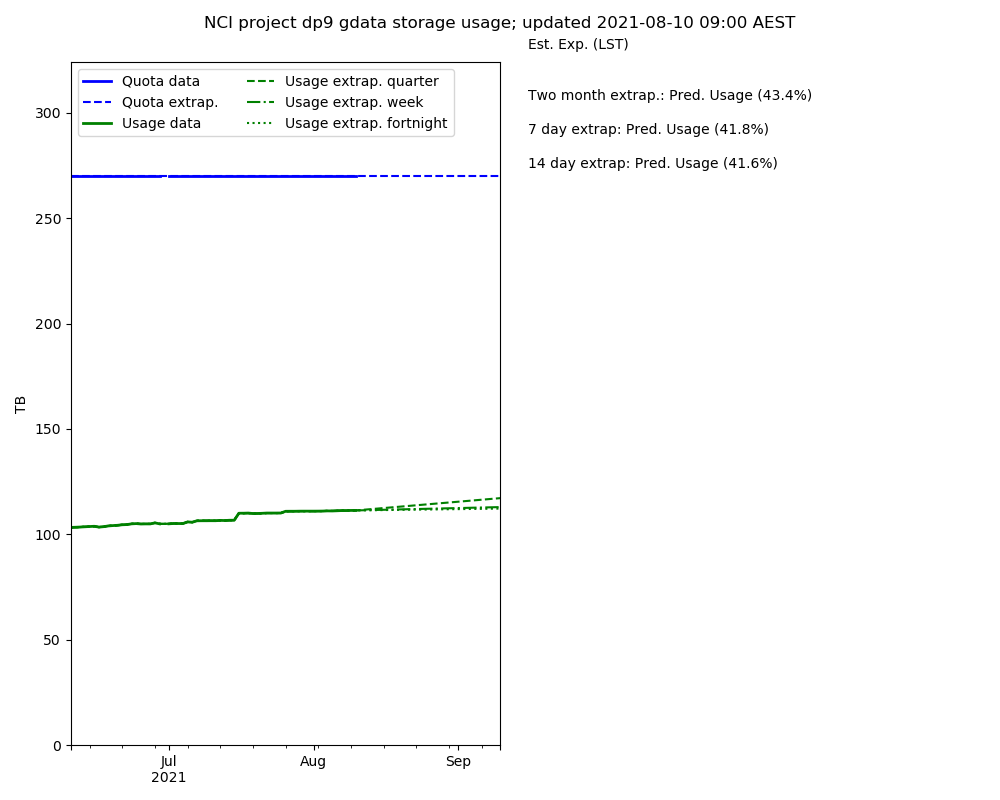 NCI project dp9 gdata storage usage; updated 2021-08-10 09:00 AEST
Est. Exp. (LST)
Two month extrap.: Pred. Usage (43.4%)
7 day extrap: Pred. Usage (41.8%)
14 day extrap: Pred. Usage (41.6%)
Quota data
Quota extrap.
Usage data
Usage extrap. quarter
Usage extrap. week
Usage extrap. fortnight
TB
300
250
200
150
100
50
0
Jul
2021
Aug
Sep